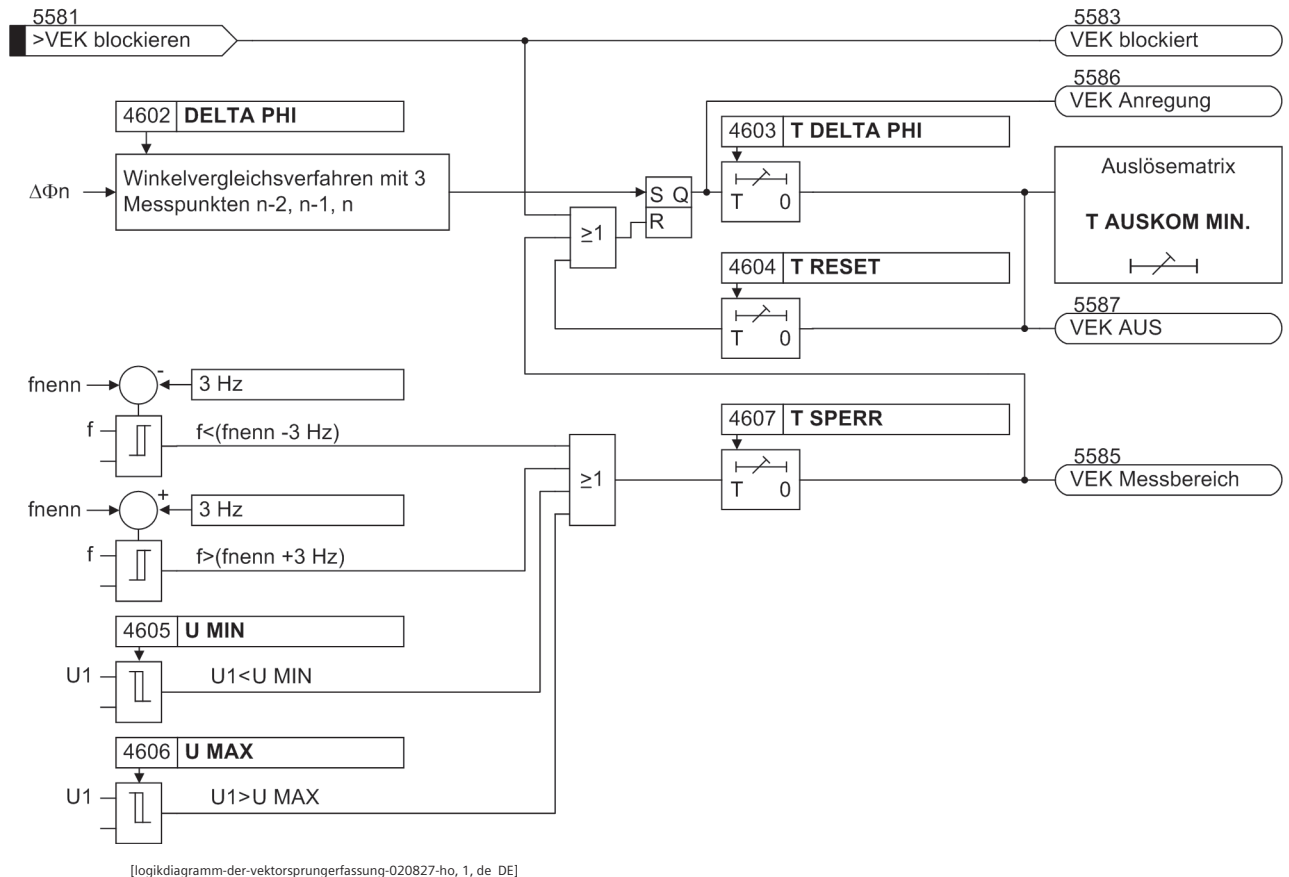 5581
>VEK blockieren
5583
VEK blockiert
5586
VEK Anregung
4602 DELTA PHI
4603 T DELTA PHI
ΔΦn
Winkelvergleichsverfahren mit 3
Messpunkten n-2, n-1, n
S Q
R
T 0
≥1
Auslösematrix
T AUSKOM MIN.
4604 T RESET
T 0
5587
VEK AUS
fnenn
-
3 Hz
f
f<(fnenn -3 Hz)
4607 T SPERR
T 0
≥1
5585
VEK Messbereich
fnenn
+
3 Hz
f
f>(fnenn +3 Hz)
4605 U MIN
U1
U1<U MIN
4606 U MAX
U1
U1>U MAX
[logikdiagramm-der-vektorsprungerfassung-020827-ho, 1, de_DE]